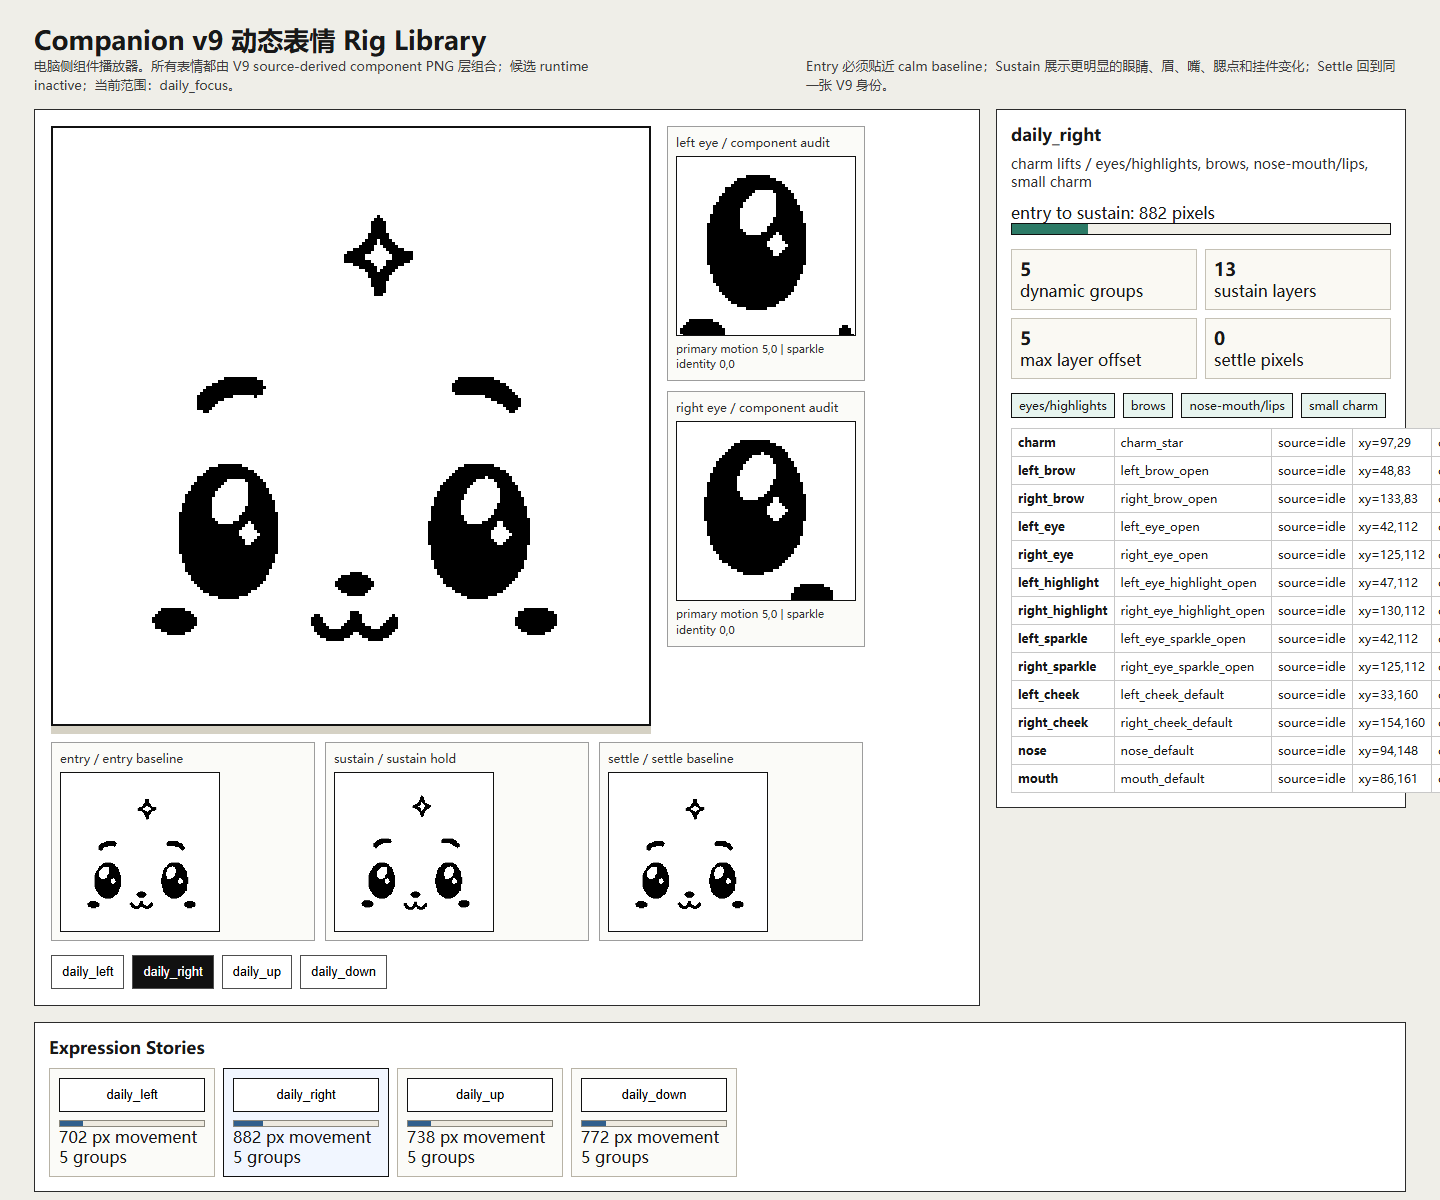 Companion v9 动态表情 Rig Library
电脑侧组件播放器。所有表情都由 V9 source-derived component PNG 层组合；候选 runtime
inactive；当前范围：daily_focus。
Entry 必须贴近 calm baseline；Sustain 展示更明显的眼睛、眉、嘴、腮点和挂件变化；Settle 回到同
一张 V9 身份。
left eye / component audit
primary motion 5,0 | sparkle
identity 0,0
right eye / component audit
primary motion 5,0 | sparkle
identity 0,0
entry / entry baseline
sustain / sustain hold
settle / settle baseline
daily_left
daily_right
daily_up
daily_down
daily_right
charm lifts / eyes/highlights, brows, nose-mouth/lips,
small charm
entry to sustain: 882 pixels
5
dynamic groups
13
sustain layers
5
max layer offset
0
settle pixels
eyes/highlights
brows
nose-mouth/lips
small charm
charm charm_star source=idle xy=97,29
left_brow left_brow_open source=idle xy=48,83
right_brow right_brow_open source=idle xy=133,83
left_eye left_eye_open source=idle xy=42,112
right_eye right_eye_open source=idle xy=125,112
left_highlight left_eye_highlight_open source=idle xy=47,112
right_highlight right_eye_highlight_open source=idle xy=130,112
left_sparkle left_eye_sparkle_open source=idle xy=42,112
right_sparkle right_eye_sparkle_open source=idle xy=125,112
left_cheek left_cheek_default source=idle xy=33,160
right_cheek right_cheek_default source=idle xy=154,160
nose nose_default source=idle xy=94,148
mouth mouth_default source=idle xy=86,161
Expression Stories
daily_left
702 px movement
5 groups
daily_right
882 px movement
5 groups
daily_up
738 px movement
5 groups
daily_down
772 px movement
5 groups